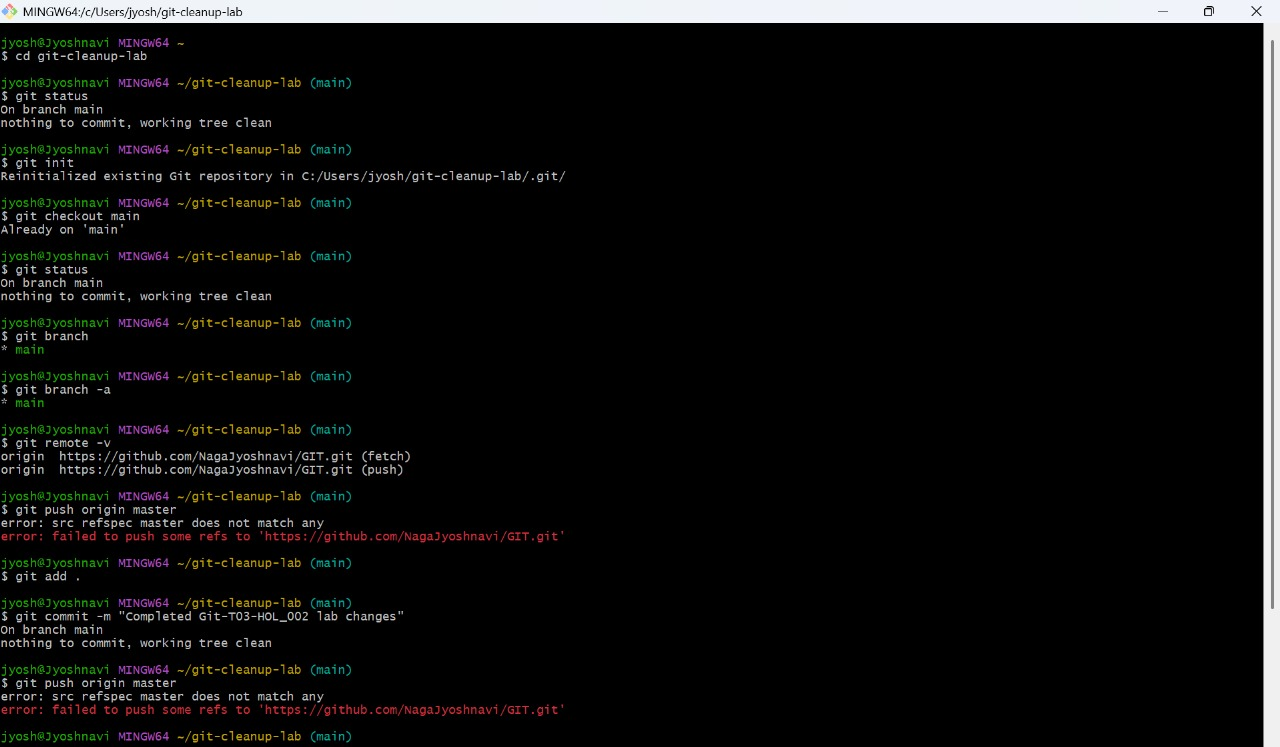 MINGW64:/c/Users/jyosh/git-cleanup-lab
jyosh@Jyoshnavi MINGW64 ~
$ cd git-cleanup-lab
jyosh@Jyoshnavi MINGW64 ~/git-cleanup-lab (main)
$ git status
On branch main
nothing to commit, working tree clean
jyosh@Jyoshnavi MINGW64 ~/git-cleanup-lab (main)
$ git init
Reinitialized existing Git repository in C:/Users/jyosh/git-cleanup-lab/.git/
jyosh@Jyoshnavi MINGW64 ~/git-cleanup-lab (main)
$ git checkout main
Already on 'main'
jyosh@Jyoshnavi MINGW64 ~/git-cleanup-lab (main)
$ git status
On branch main
nothing to commit, working tree clean
jyosh@Jyoshnavi MINGW64 ~/git-cleanup-lab (main)
$ git branch
* main
jyosh@Jyoshnavi MINGW64 ~/git-cleanup-lab (main)
$ git branch -a
* main
jyosh@Jyoshnavi MINGW64 ~/git-cleanup-lab (main)
$ git remote -v
origin  https://github.com/NagaJyoshnavi/GIT.git (fetch)
origin  https://github.com/NagaJyoshnavi/GIT.git (push)
jyosh@Jyoshnavi MINGW64 ~/git-cleanup-lab (main)
$ git push origin master
error: src refspec master does not match any
error: failed to push some refs to 'https://github.com/NagaJyoshnavi/GIT.git'
jyosh@Jyoshnavi MINGW64 ~/git-cleanup-lab (main)
$ git add .
jyosh@Jyoshnavi MINGW64 ~/git-cleanup-lab (main)
$ git commit -m "Completed Git-T03-HOL_002 lab changes"
On branch main
nothing to commit, working tree clean
jyosh@Jyoshnavi MINGW64 ~/git-cleanup-lab (main)
$ git push origin master
error: src refspec master does not match any
error: failed to push some refs to 'https://github.com/NagaJyoshnavi/GIT.git'
jyosh@Jyoshnavi MINGW64 ~/git-cleanup-lab (main)